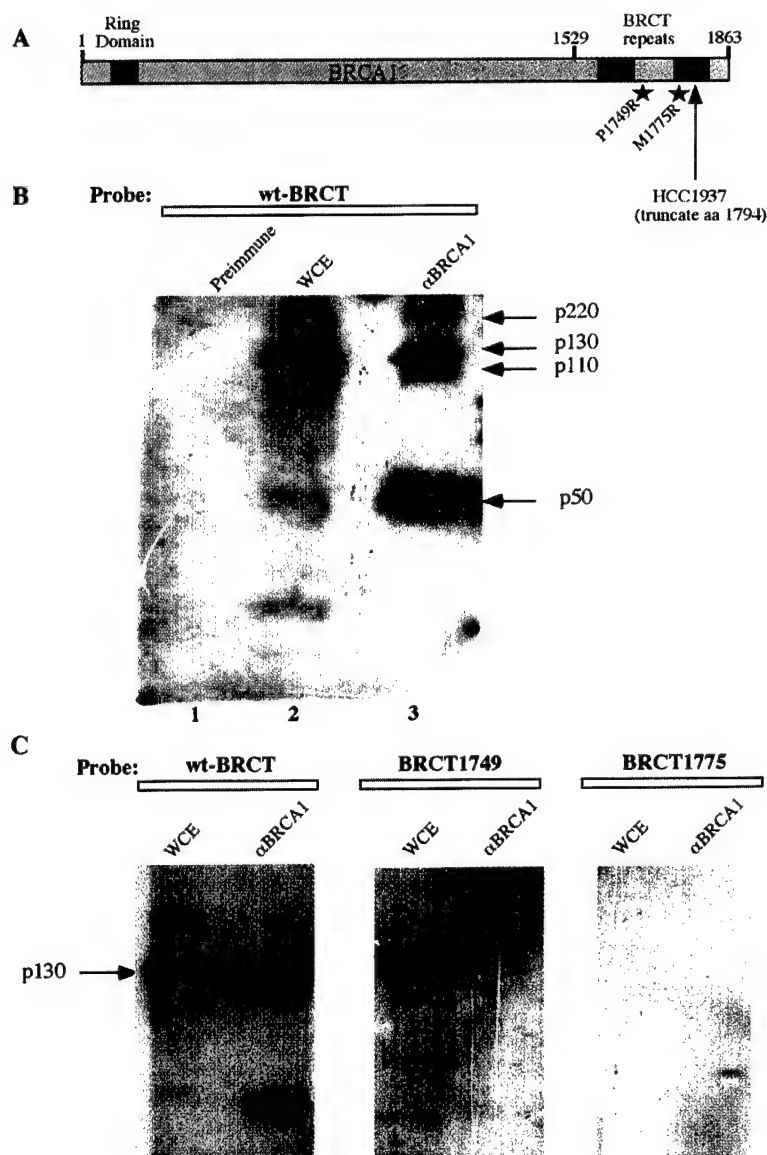 A
Ring
Domain
1
1529
BRCT
repeats
1863
BRCA1
P1749R
M1775R
HCC1937
(truncate aa 1794)
B
Probe:
wt-BRCT
Preimmune
WCE
αBRCA1
p220
p130
p110
p50
1 2 3
C
Probe:
wt-BRCT
BRCT1749
BRCT1775
WCE
αBRCA1
WCE
αBRCA1
WCE
αBRCA1
p130